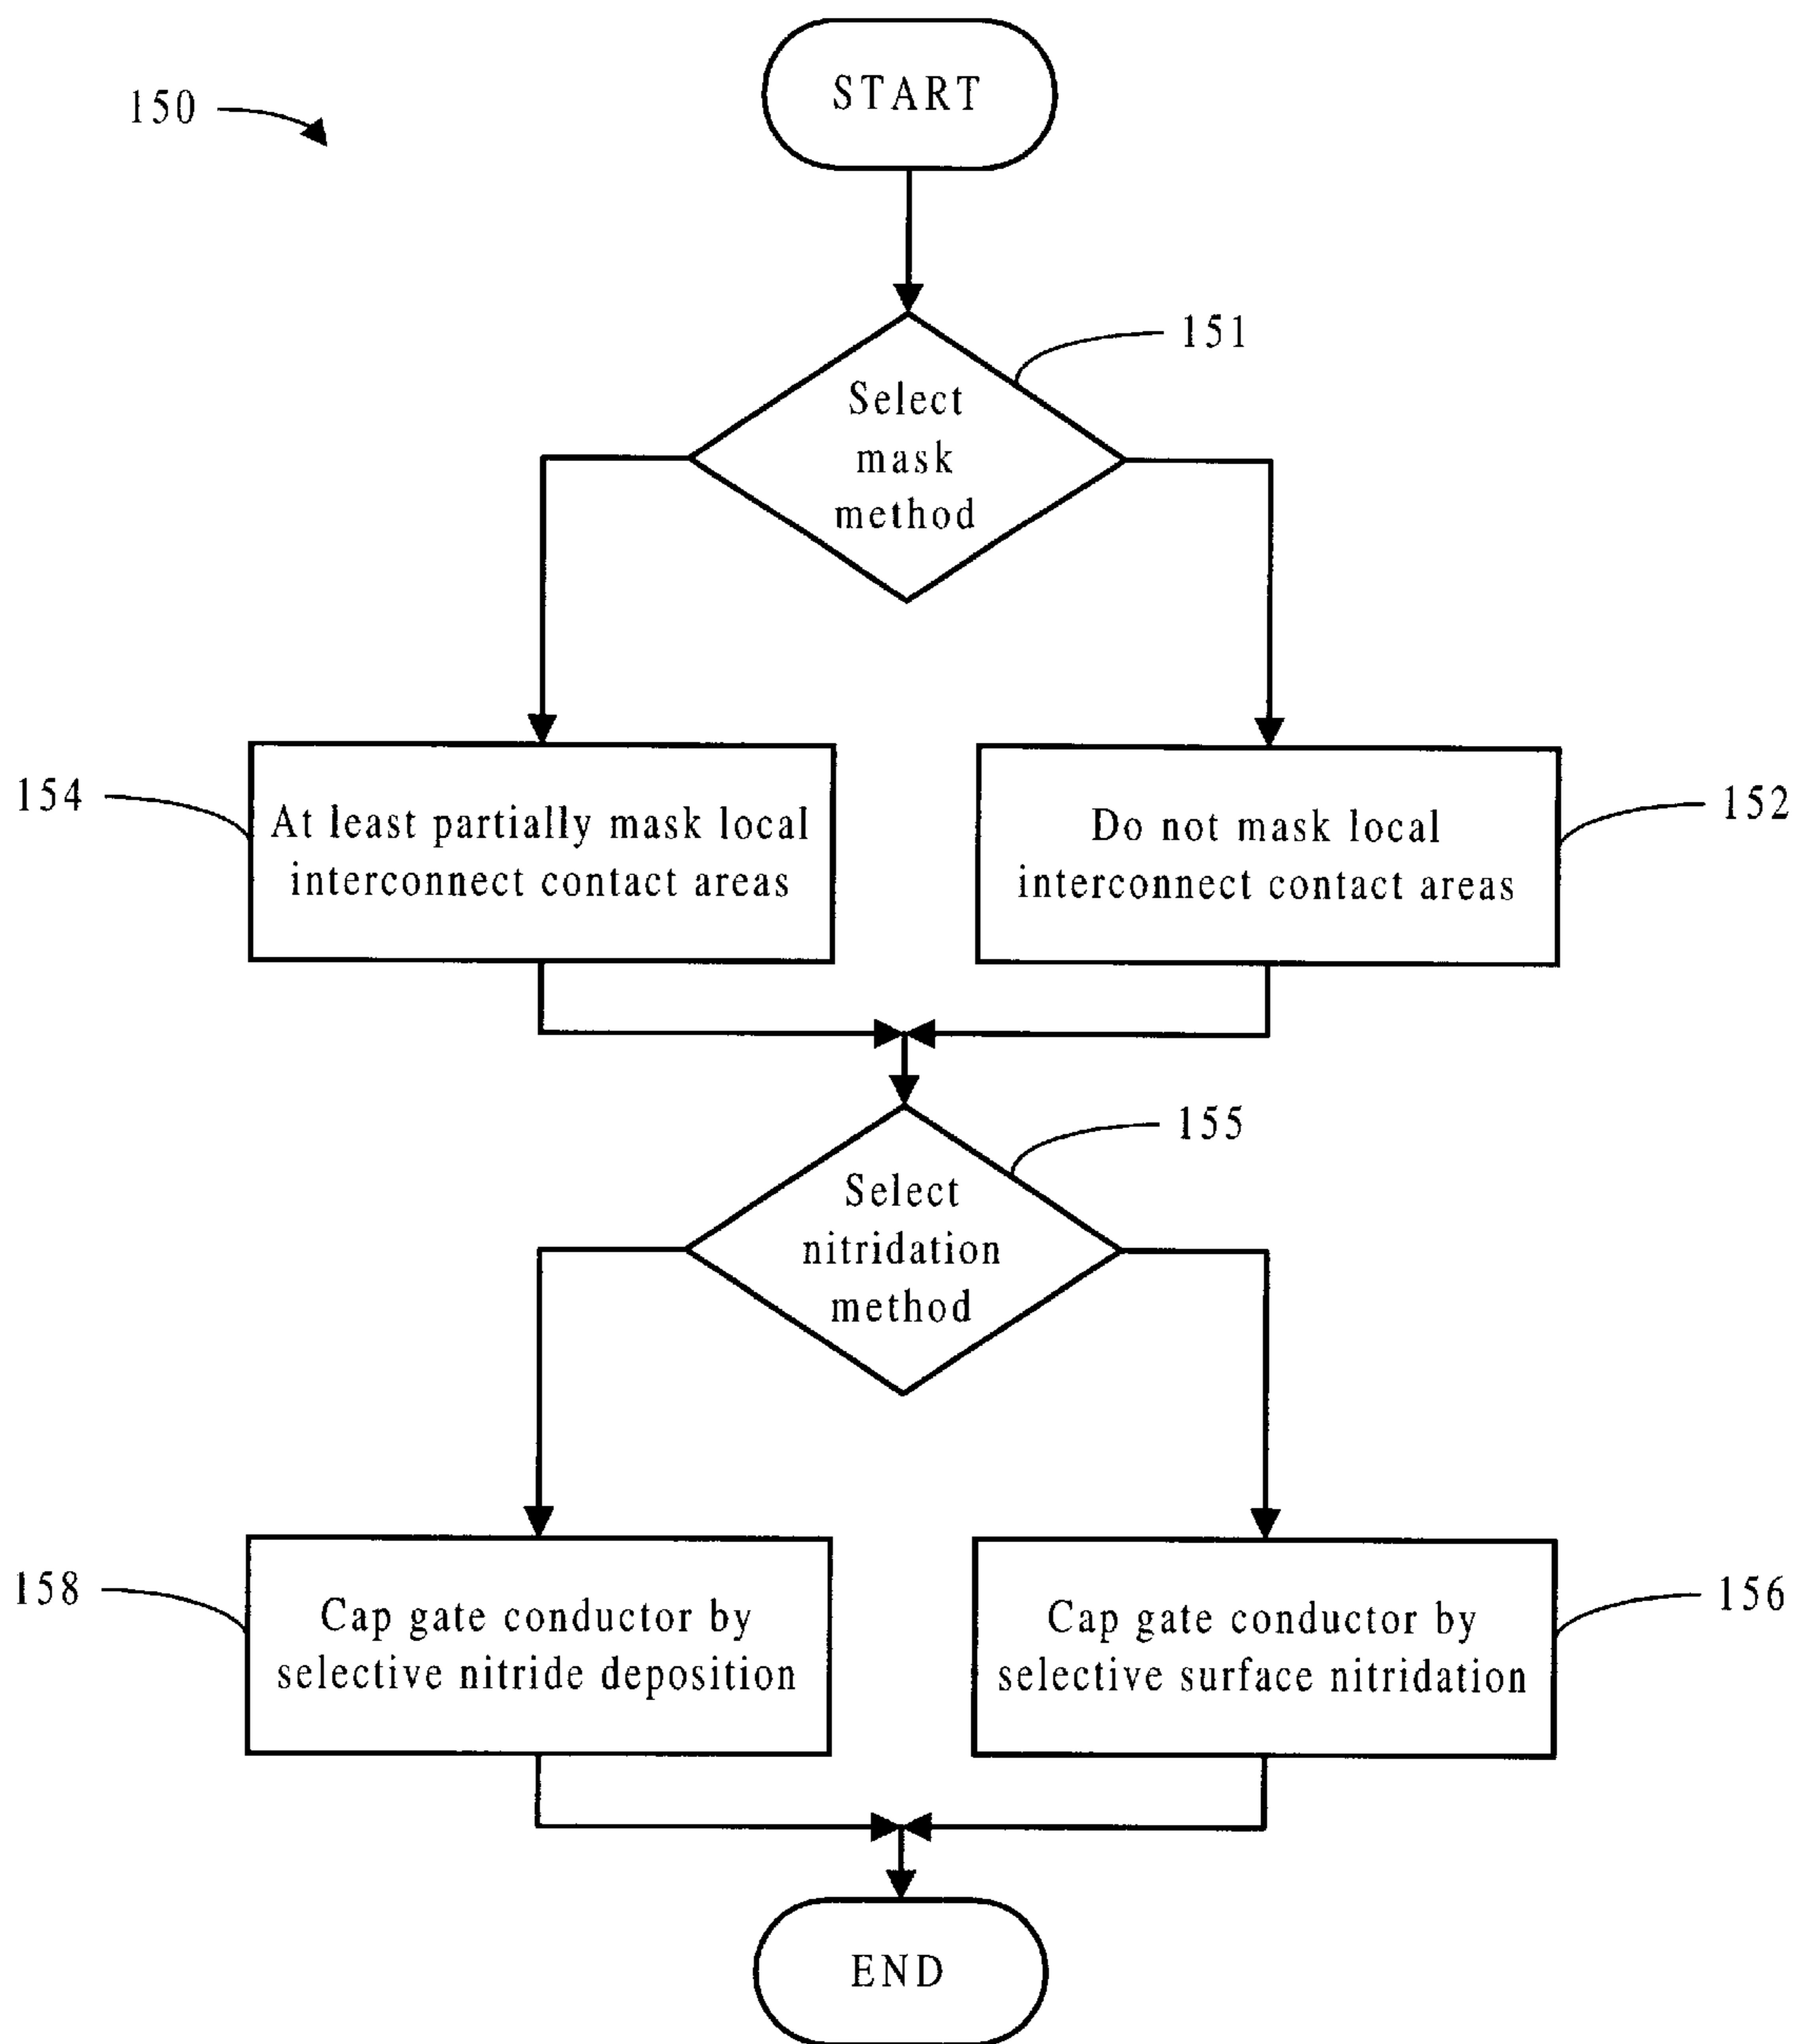 START
150
151
Select
mask
method
154
At least partially mask local
interconnect contact areas
Do not mask local
interconnect contact areas
152
155
Select
nitridation
method
158
Cap gate conductor by
selective nitride deposition
Cap gate conductor by
selective surface nitridation
156
END